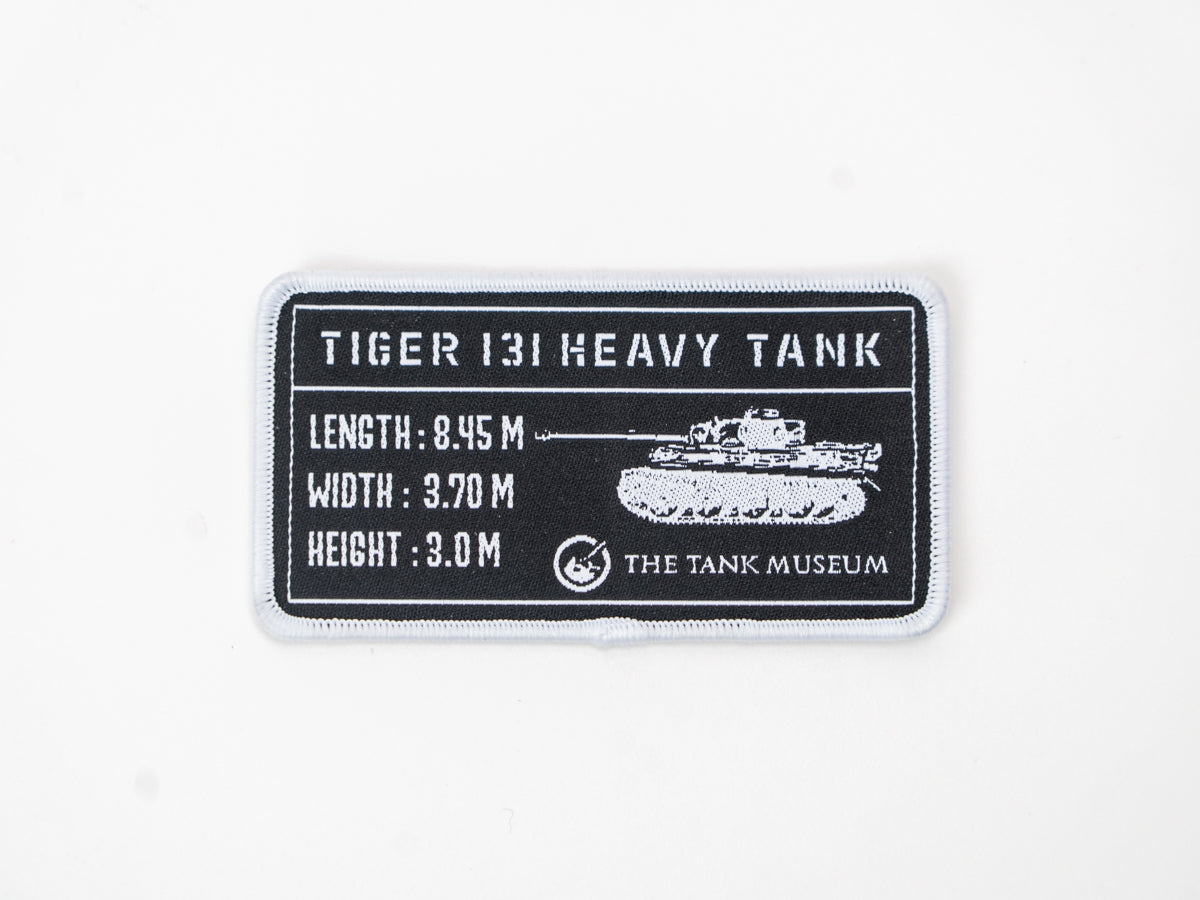 TIGER 131 HEAVY TANK
LENGTH : 8.45 M
WIDTH : 3.70 M
HEIGHT : 3.0 M
THE TANK MUSEUM